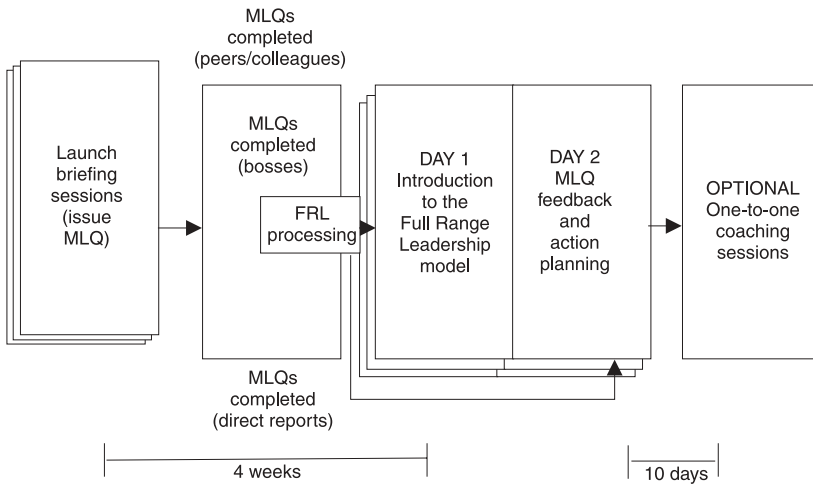 MLQs
completed
(peers/colleagues)
Launch
briefing
sessions
(issue
MLQ)
MLQs
completed
(bosses)
FRL
processing
MLQs
completed
(direct reports)
DAY 1
Introduction
to the
Full Range
Leadership
model
DAY 2
MLQ
feedback
and
action
planning
OPTIONAL
One-to-one
coaching
sessions
4 weeks
10 days